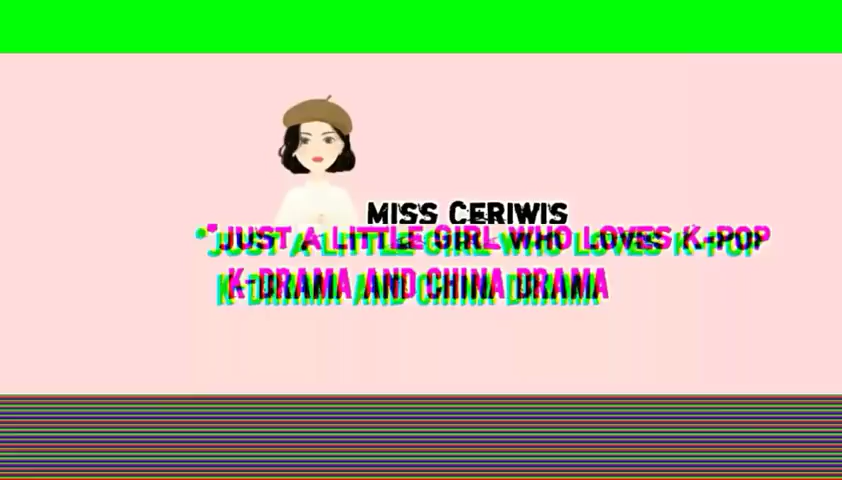 MISS CERIWIS
"JUST A LITTLE GIRL WHO LOVES K-POP
K-DRAMA AND CHINA DRAMA